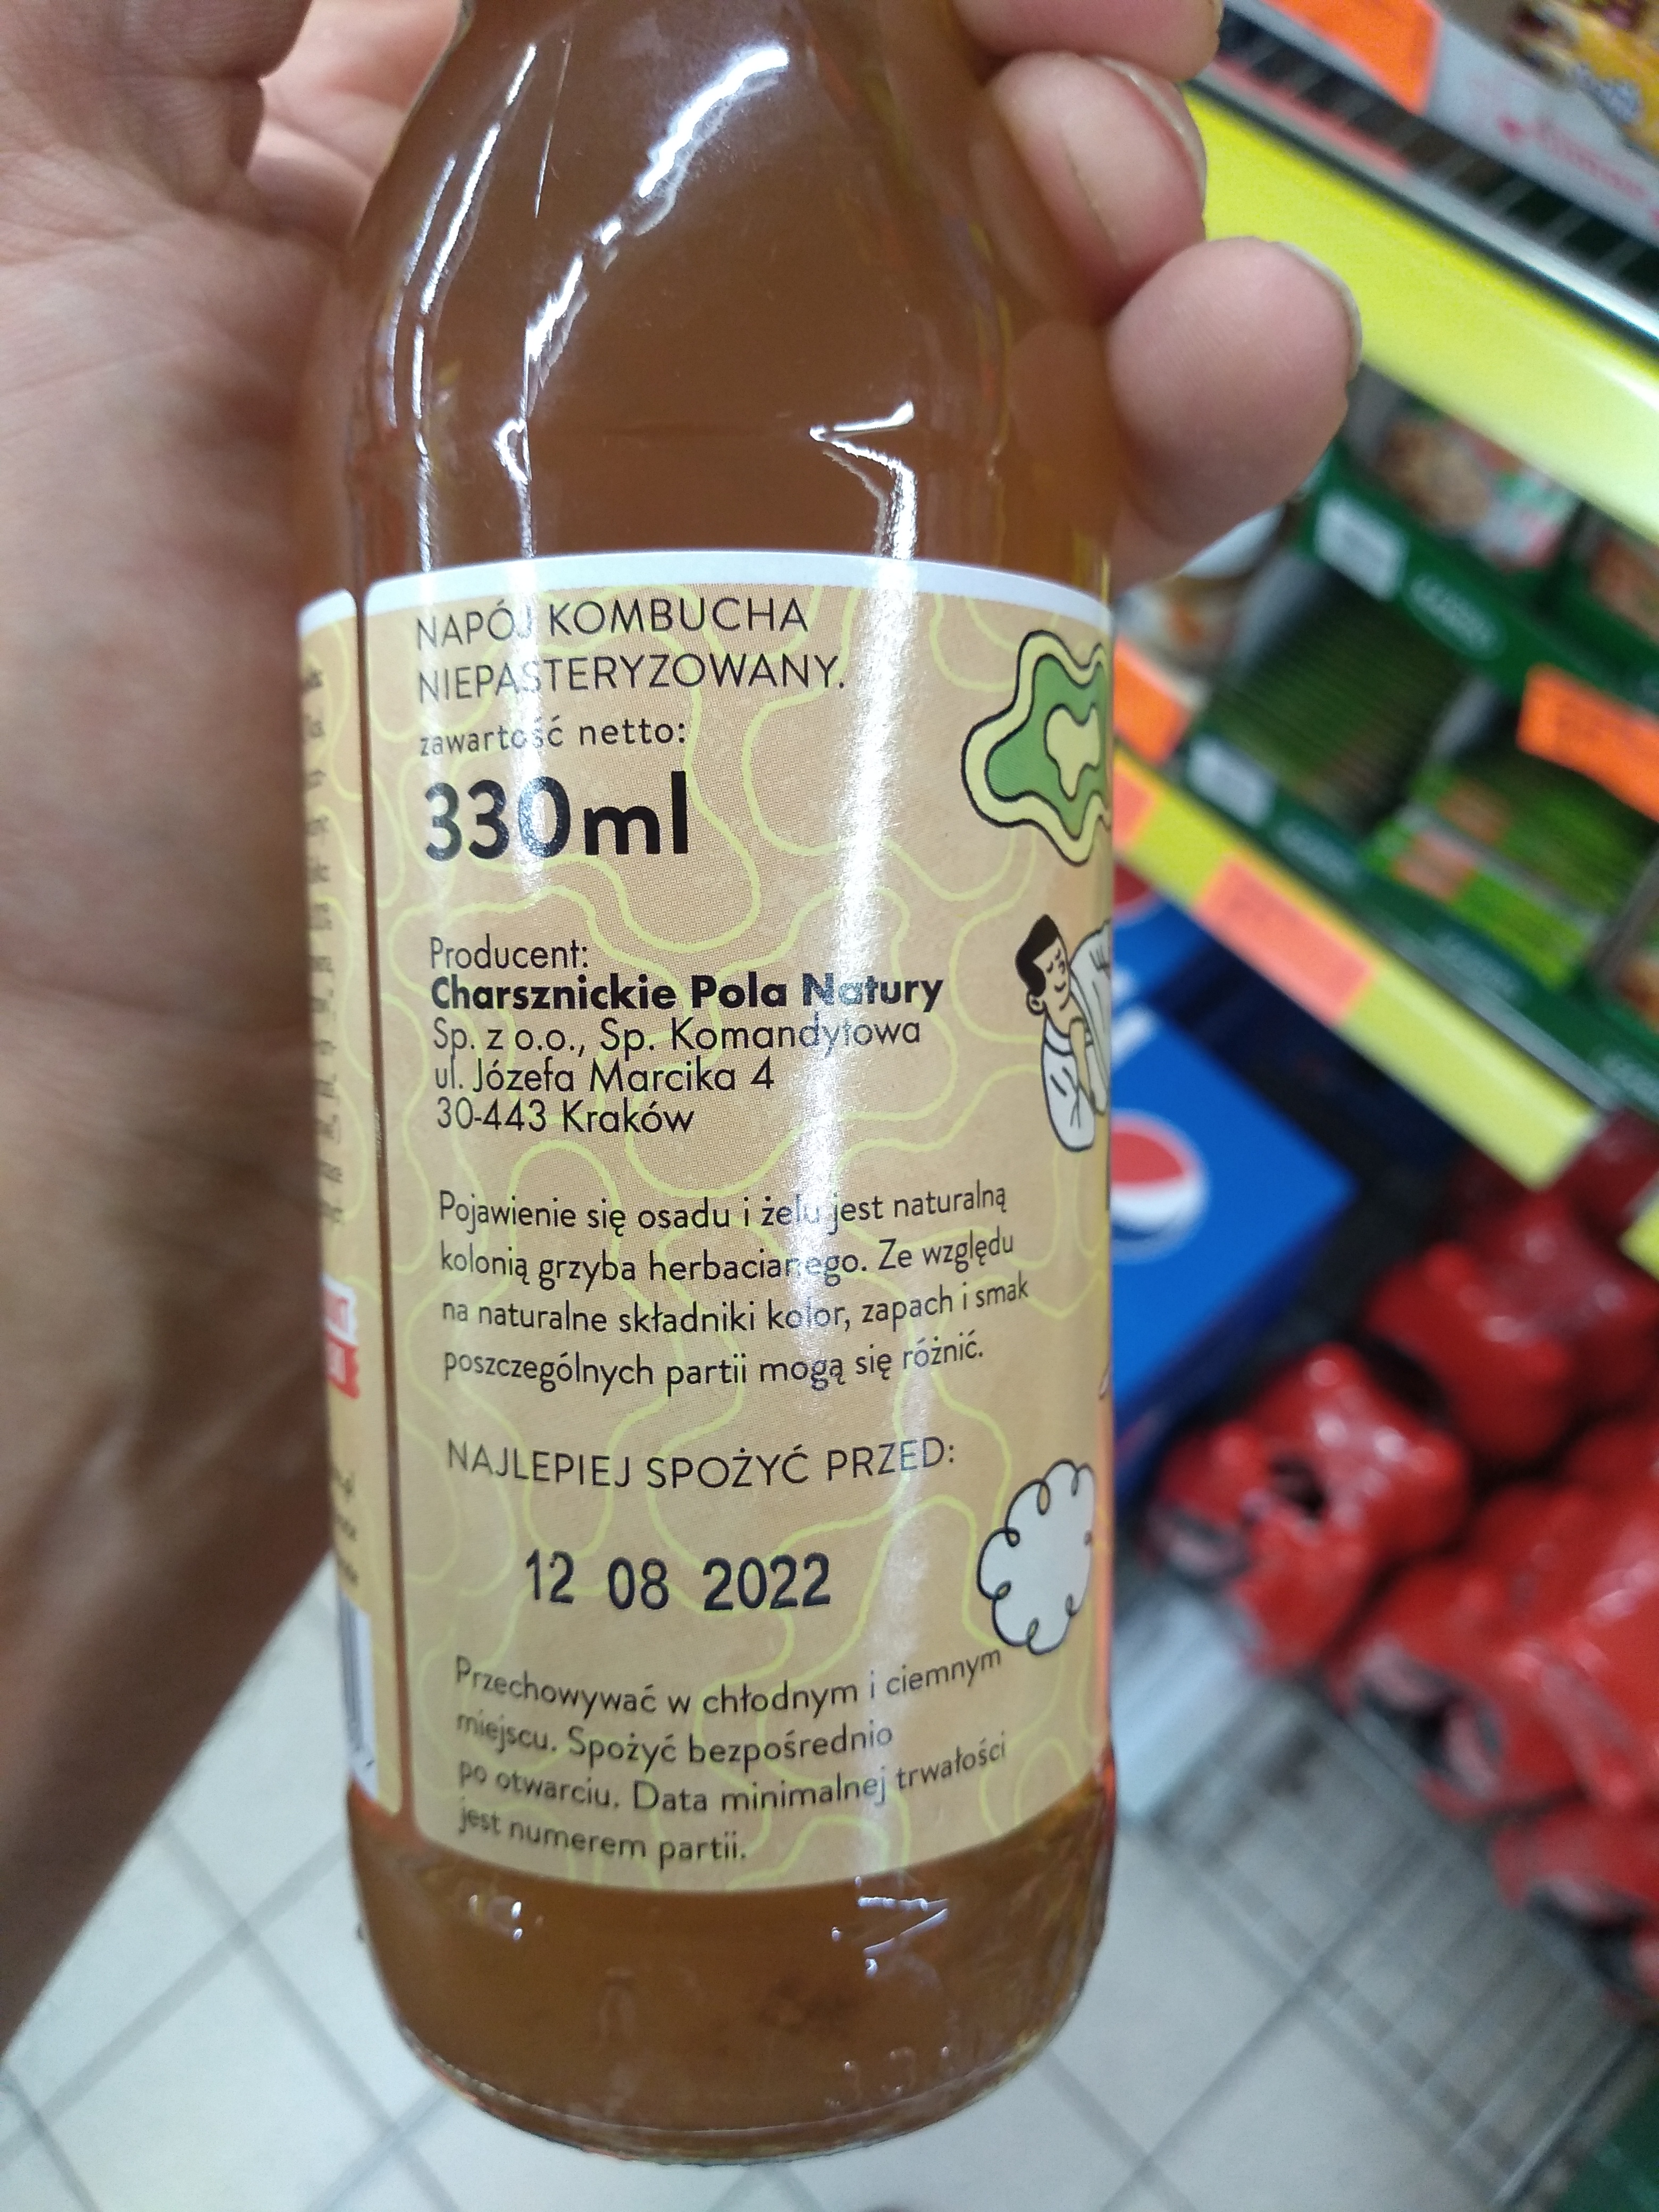 NAPÓJ KOMBUCHA
NIEPASTERYZOWANY.
zawartość netto:
330ml
Producent:
Charsznickie Pola Natury
Sp. z o.o., Sp. Komandytowa
ul. Józefa Marcika 4
30-443 Kraków
Pojawienie się osadu i żelu jest naturalną
kolonią grzyba herbacianego. Ze względu
na naturalne składniki kolor, zapach i smak
poszczególnych partii mogą się różnić.
NAJLEPIEJ SPOŻYĆ PRZED:
12 08 2022
Przechowywać w chłodnym i ciemnym
miejscu. Spożyć bezpośrednio
po otwarciu. Data minimalnej trwałości
jest numerem partii.